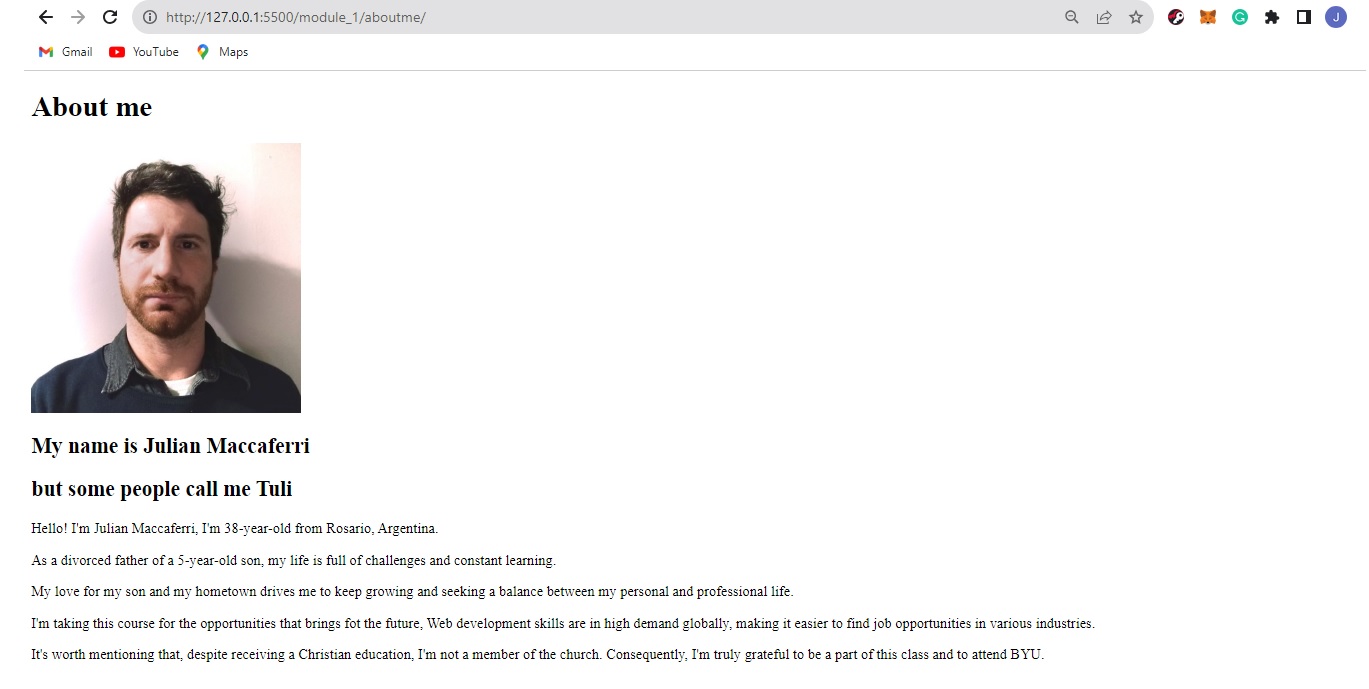 http://127.0.0.1:5500/module_1/aboutme/
G J
Gmail YouTube Maps
About me
My name is Julian Maccaferri
but some people call me Tuli
Hello! I'm Julian Maccaferri, I'm 38-year-old from Rosario, Argentina.
As a divorced father of a 5-year-old son, my life is full of challenges and constant learning.
My love for my son and my hometown drives me to keep growing and seeking a balance between my personal and professional life.
I'm taking this course for the opportunities that brings fot the future, Web development skills are in high demand globally, making it easier to find job opportunities in various industries.
It's worth mentioning that, despite receiving a Christian education, I'm not a member of the church. Consequently, I'm truly grateful to be a part of this class and to attend BYU.